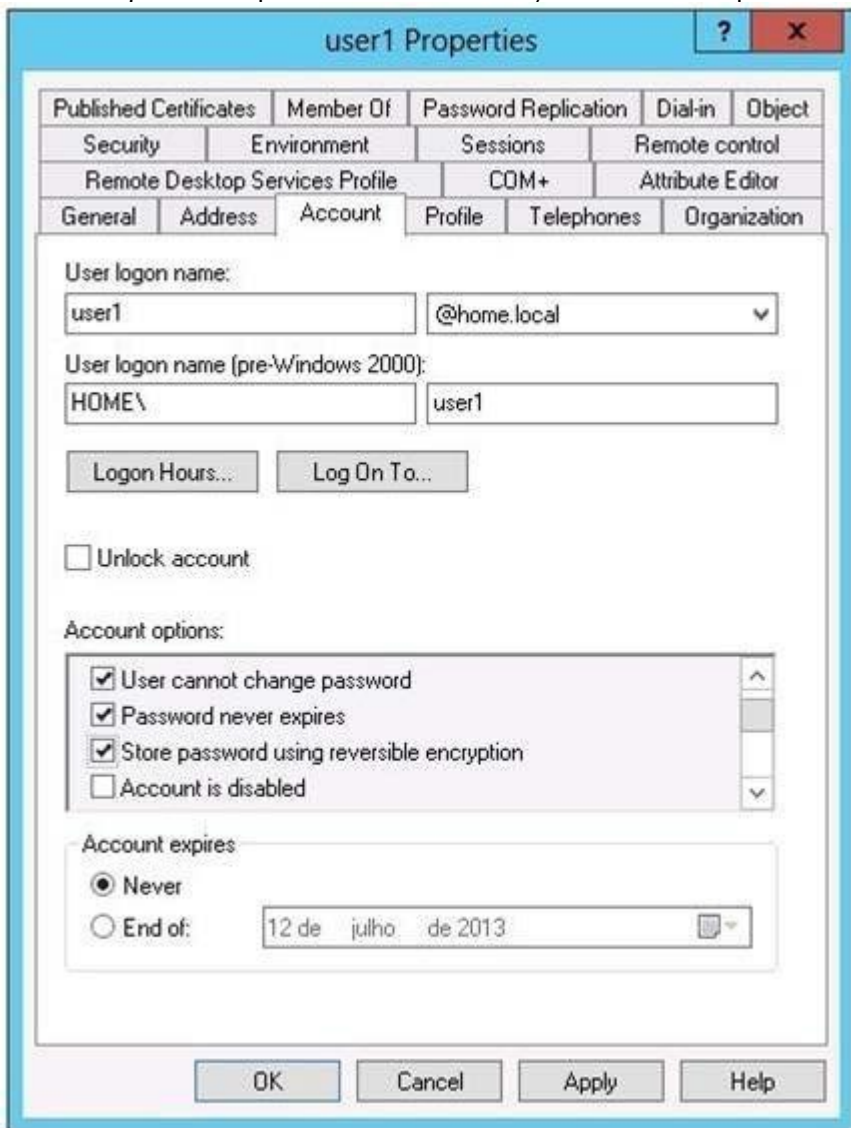 user1 Properties
? x
Published Certificates Member Of Password Replication Dial-in Object
Security Environment Sessions Remote control
Remote Desktop Services Profile COM+ Attribute Editor
General Address Account Profile Telephones Organization
User logon name:
user1 @home.local
User logon name (pre-Windows 2000):
HOME\ user1
Logon Hours... Log On To...
Unlock account
Account options:
User cannot change password
Password never expires
Store password using reversible encryption
Account is disabled
Account expires
Never
End of: 12 de julho de 2013
OK Cancel Apply Help